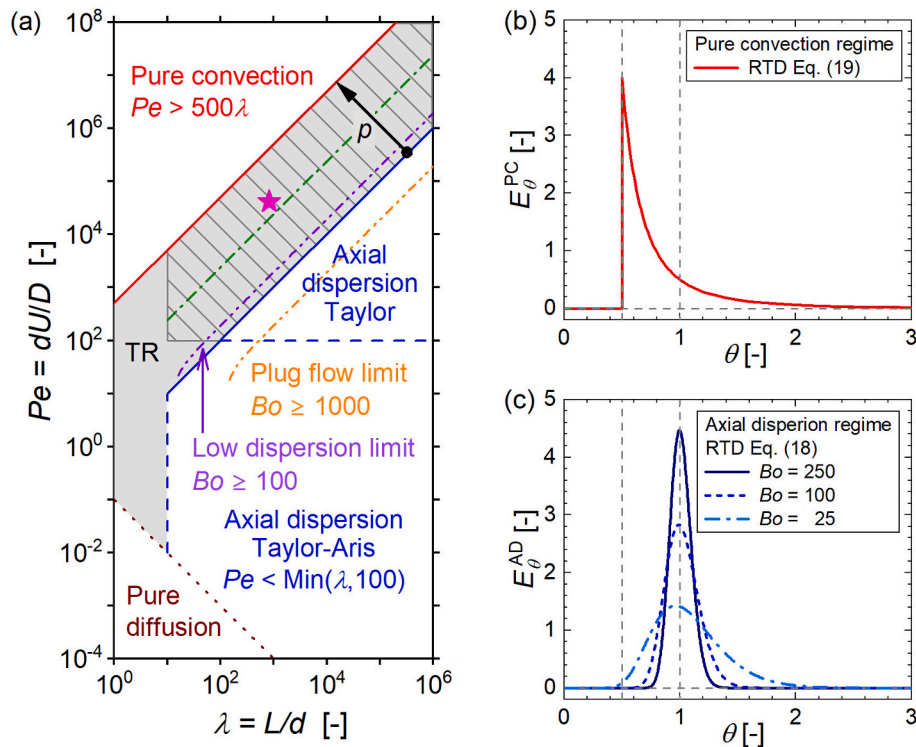 (a)
10^8
10^6
10^4
10^2
10^0
10^-2
10^-4
Pe = dU/D [-]
Pure convection
Pe > 500λ
p
Axial
dispersion
Taylor
TR
Plug flow limit
Bo ≥ 1000
Low dispersion limit
Bo ≥ 100
Axial dispersion
Taylor-Aris
Pe < Min(λ,100)
Pure
diffusion
10^0 10^2 10^4 10^6
λ = L/d [-]
(b)
5
4
3
2
1
0
E_θ^PC [-]
Pure convection regime
RTD Eq. (19)
0 1 2 3
θ [-]
(c)
5
4
3
2
1
0
E_θ^AD [-]
Axial disperion regime
RTD Eq. (18)
Bo = 250
Bo = 100
Bo = 25
0 1 2 3
θ [-]